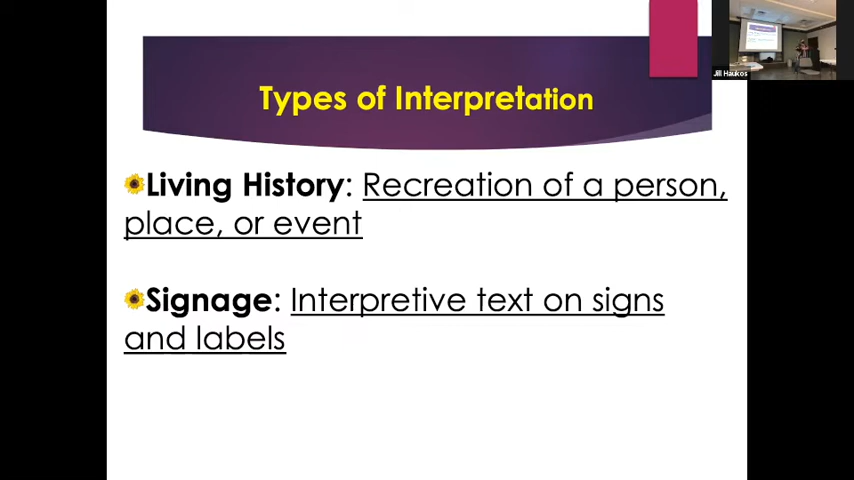 Types of Interpretation
Jill Haukos
Living History: Recreation of a person,
place, or event
Signage: Interpretive text on signs
and labels